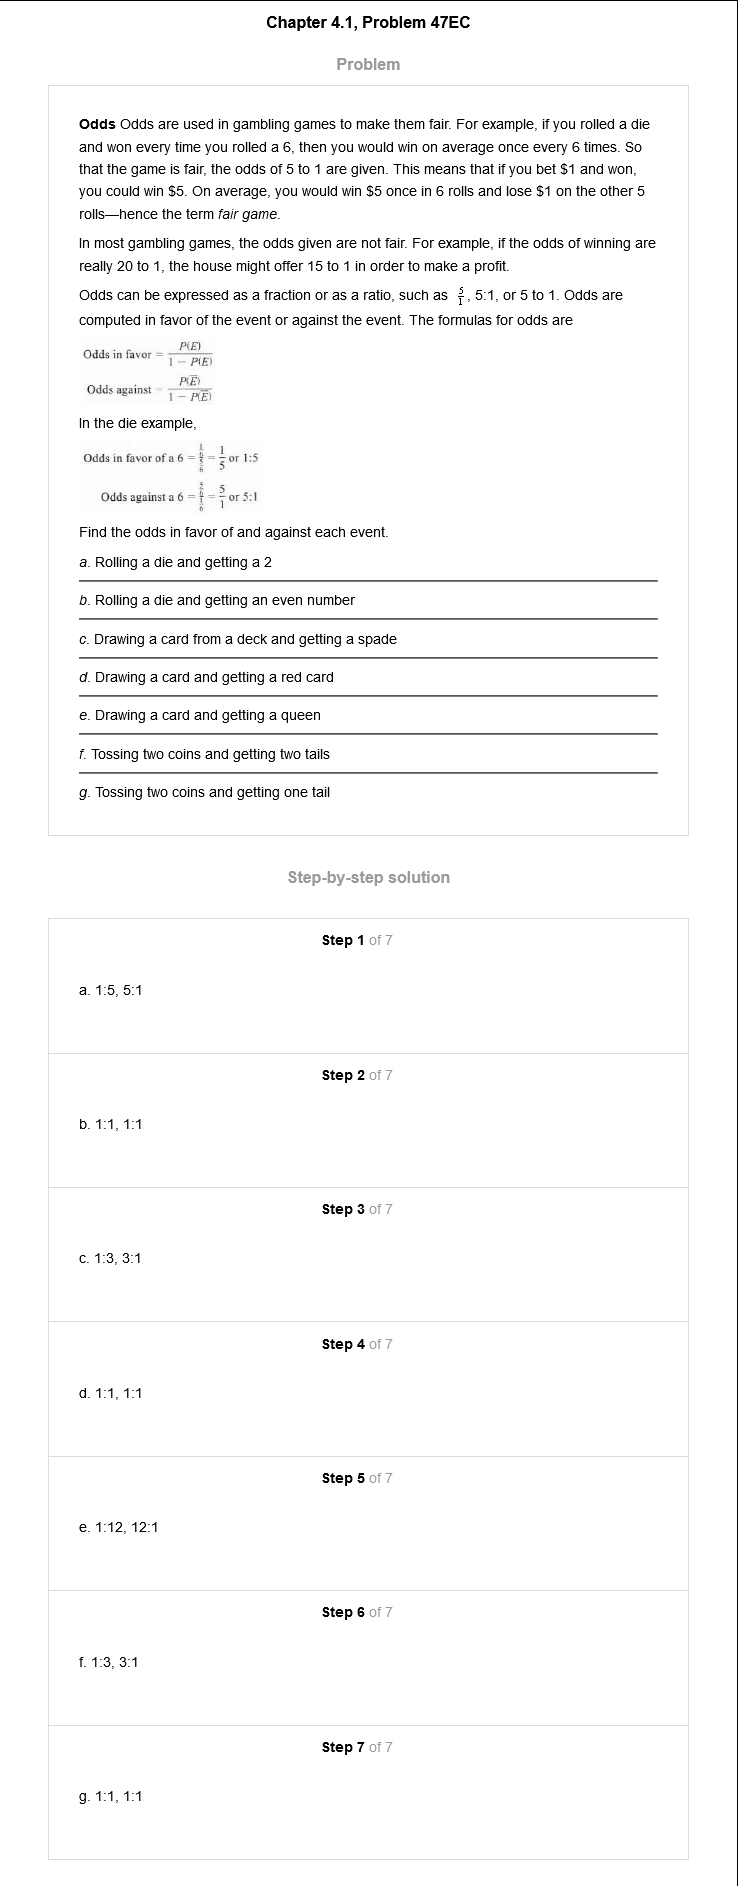 Chapter 4.1, Problem 47EC
Problem
Odds Odds are used in gambling games to make them fair. For example, if you rolled a die
and won every time you rolled a 6, then you would win on average once every 6 times. So
that the game is fair, the odds of 5 to 1 are given. This means that if you bet $1 and won,
you could win $5. On average, you would win $5 once in 6 rolls and lose $1 on the other 5
rolls—hence the term fair game.
In most gambling games, the odds given are not fair. For example, if the odds of winning are
really 20 to 1, the house might offer 15 to 1 in order to make a profit.
Odds can be expressed as a fraction or as a ratio, such as 5/1, 5:1, or 5 to 1. Odds are
computed in favor of the event or against the event. The formulas for odds are
Odds in favor = P(E) / 1 − P(E)
Odds against = P(E̅) / 1 − P(E̅)
In the die example,
Odds in favor of a 6 = 1/6 / 5/6 = 1/5 or 1:5
Odds against a 6 = 5/6 / 1/6 = 5/1 or 5:1
Find the odds in favor of and against each event.
a. Rolling a die and getting a 2
b. Rolling a die and getting an even number
c. Drawing a card from a deck and getting a spade
d. Drawing a card and getting a red card
e. Drawing a card and getting a queen
f. Tossing two coins and getting two tails
g. Tossing two coins and getting one tail
Step-by-step solution
Step 1 of 7
a. 1:5, 5:1
Step 2 of 7
b. 1:1, 1:1
Step 3 of 7
c. 1:3, 3:1
Step 4 of 7
d. 1:1, 1:1
Step 5 of 7
e. 1:12, 12:1
Step 6 of 7
f. 1:3, 3:1
Step 7 of 7
g. 1:1, 1:1